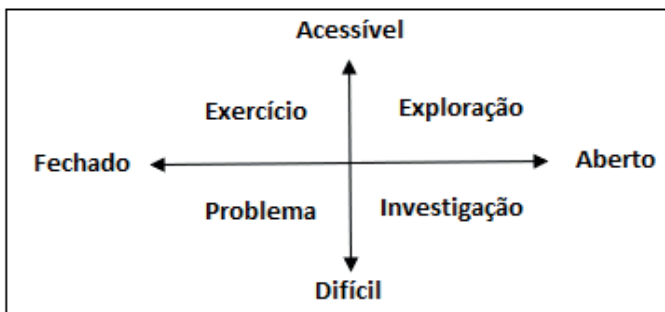 Acessível
Exercício Exploração
Fechado Aberto
Problema Investigação
Difícil